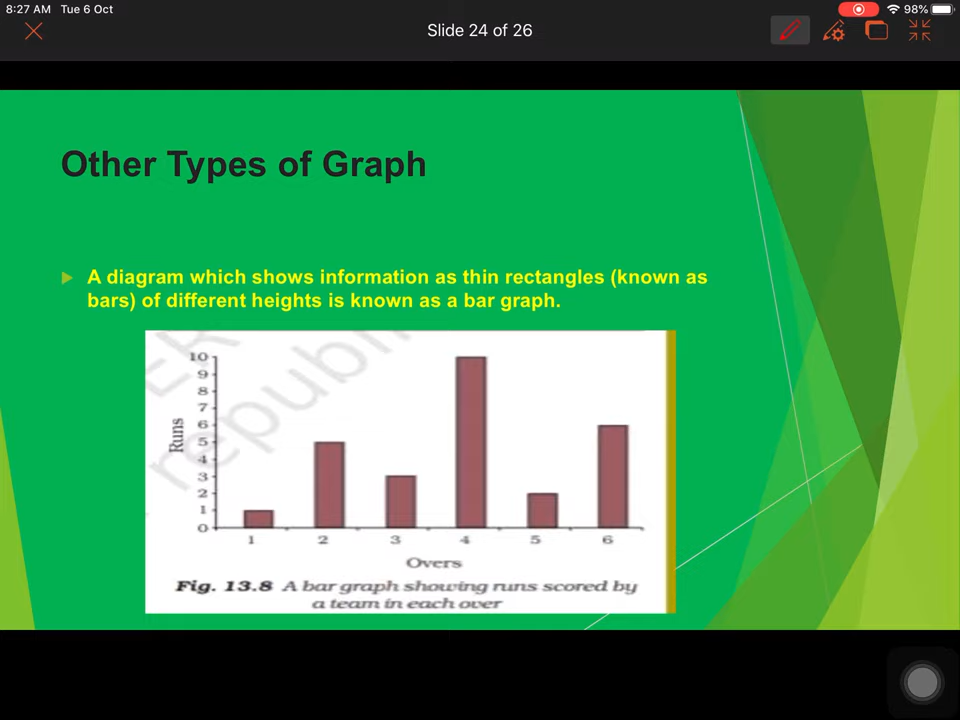 8:27 AM Tue 6 Oct
98%
Slide 24 of 26
Other Types of Graph
A diagram which shows information as thin rectangles (known as
bars) of different heights is known as a bar graph.
republi
10
9
8
7
6
5
4
3
2
1
0
Runs
1 2 3 4 5 6
Overs
Fig. 13.8 A bar graph showing runs scored by
a team in each over